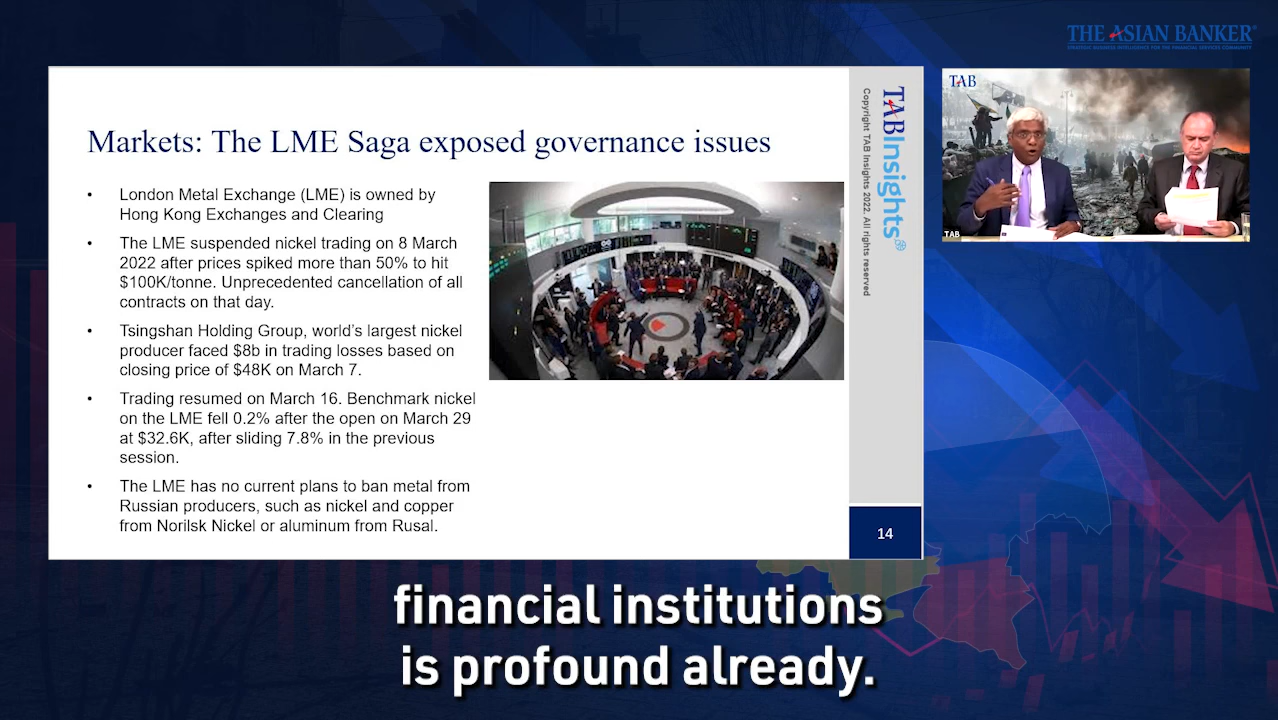 THE ASIAN BANKER
STRATEGIC BUSINESS INTELLIGENCE FOR THE FINANCIAL SERVICES COMMUNITY
TAB
TAB
Markets: The LME Saga exposed governance issues
• London Metal Exchange (LME) is owned by
Hong Kong Exchanges and Clearing
• The LME suspended nickel trading on 8 March
2022 after prices spiked more than 50% to hit
$100K/tonne. Unprecedented cancellation of all
contracts on that day.
• Tsingshan Holding Group, world’s largest nickel
producer faced $8b in trading losses based on
closing price of $48K on March 7.
• Trading resumed on March 16. Benchmark nickel
on the LME fell 0.2% after the open on March 29
at $32.6K, after sliding 7.8% in the previous
session.
• The LME has no current plans to ban metal from
Russian producers, such as nickel and copper
from Norilsk Nickel or aluminum from Rusal.
TABInsights
Copyright TAB Insights 2022. All rights reserved
14
financial institutions
is profound already.